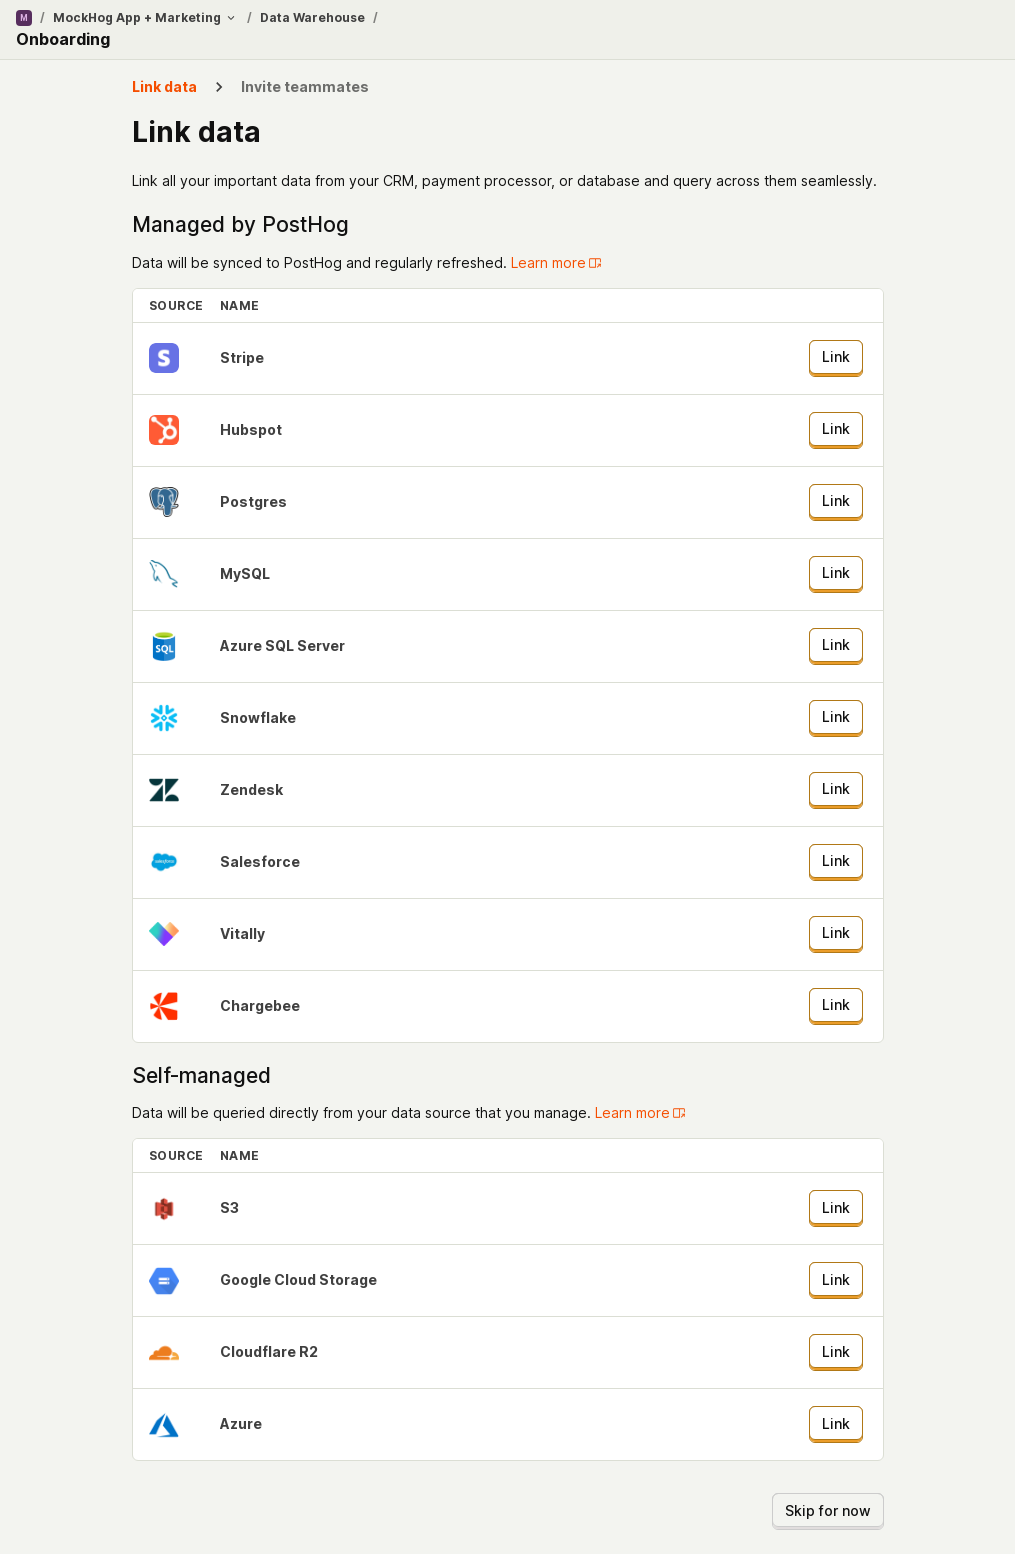 M / MockHog App + Marketing / Data Warehouse /
Onboarding
Link data Invite teammates
Link data
Link all your important data from your CRM, payment processor, or database and query across them seamlessly.
Managed by PostHog
Data will be synced to PostHog and regularly refreshed. Learn more
SOURCE NAME
Stripe Link
Hubspot Link
Postgres Link
MySQL Link
SQL Azure SQL Server Link
Snowflake Link
Zendesk Link
salesforce Salesforce Link
Vitally Link
Chargebee Link
Self-managed
Data will be queried directly from your data source that you manage. Learn more
SOURCE NAME
S3 Link
Google Cloud Storage Link
Cloudflare R2 Link
Azure Link
Skip for now